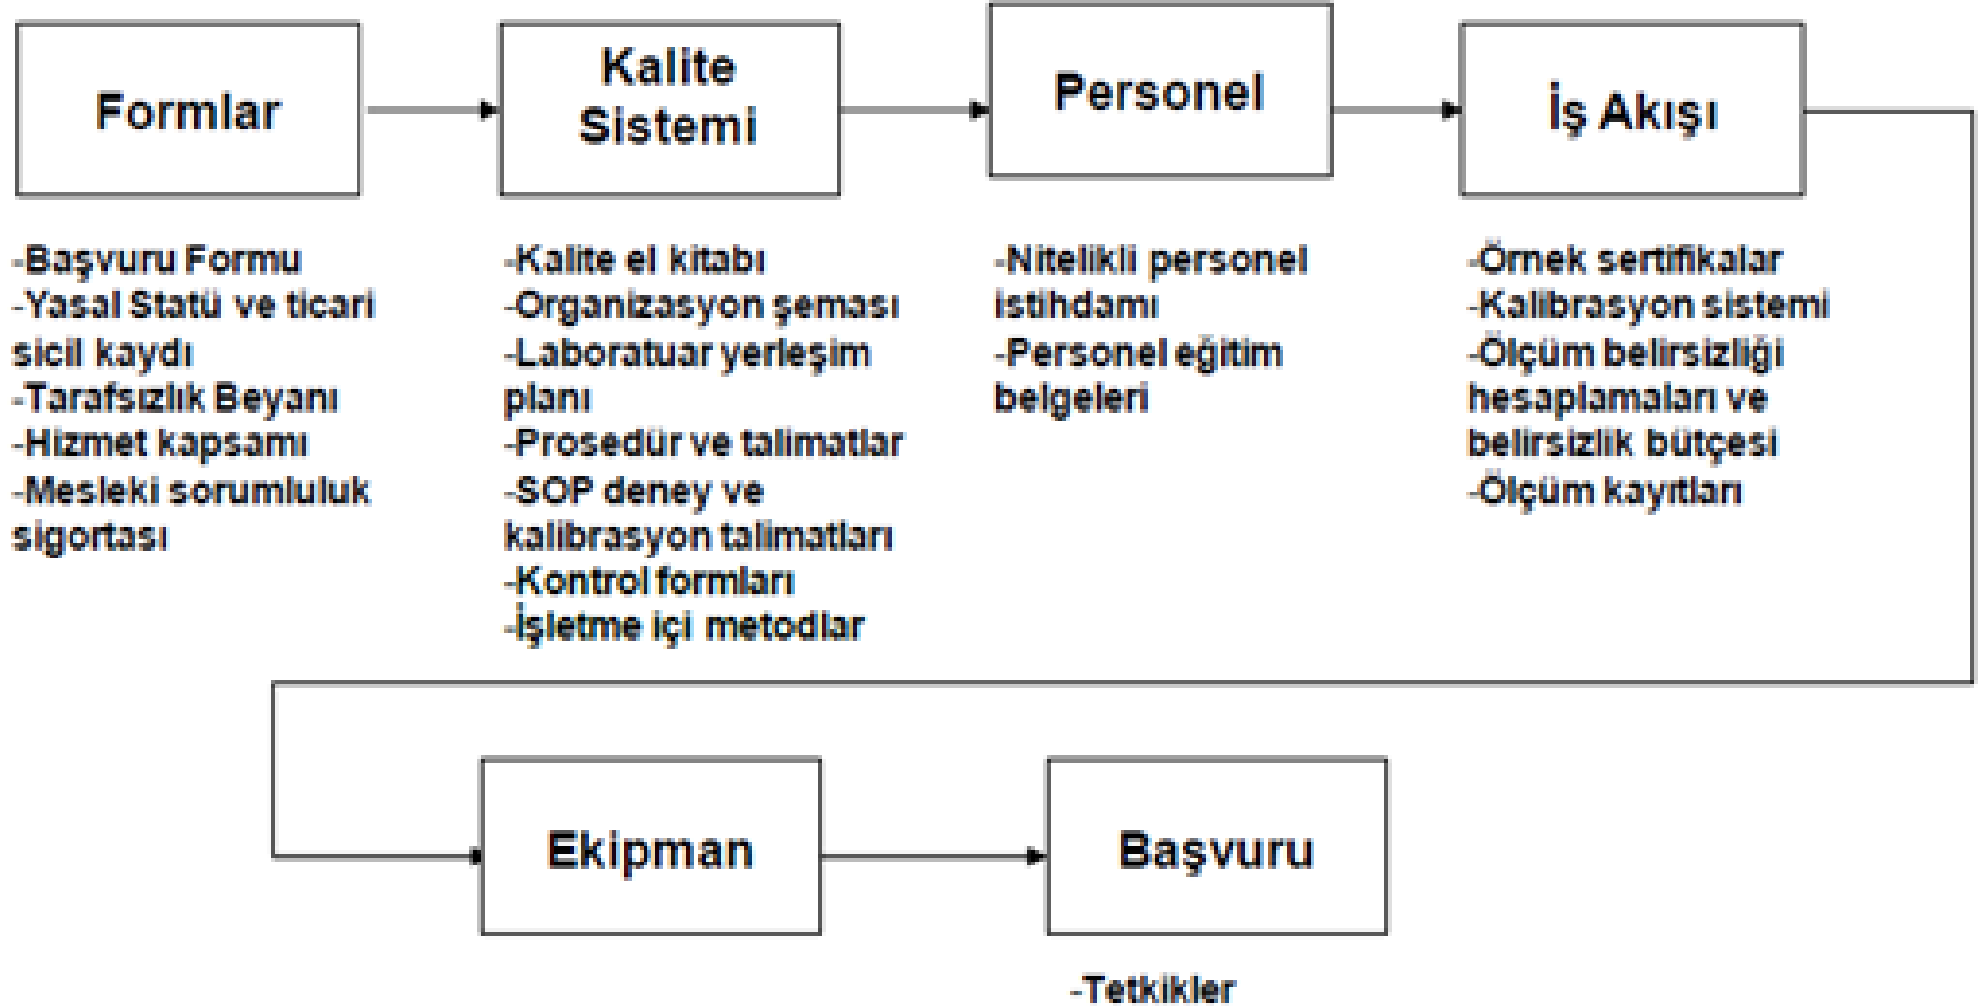 Formlar
Kalite
Sistemi
Personel
İş Akışı
-Başvuru Formu
-Yasal Statü ve ticari
sicil kaydı
-Tarafsızlık Beyanı
-Hizmet kapsamı
-Mesleki sorumluluk
sigortası
-Kalite el kitabı
-Organizasyon şeması
-Laboratuar yerleşim
planı
-Prosedür ve talimatlar
-SOP deney ve
kalibrasyon talimatları
-Kontrol formları
-İşletme içi metodlar
-Nitelikli personel
istihdamı
-Personel eğitim
belgeleri
-Örnek sertifikalar
-Kalibrasyon sistemi
-Ölçüm belirsizliği
hesaplamaları ve
belirsizlik bütçesi
-Ölçüm kayıtları
Ekipman
Başvuru
-Tetkikler